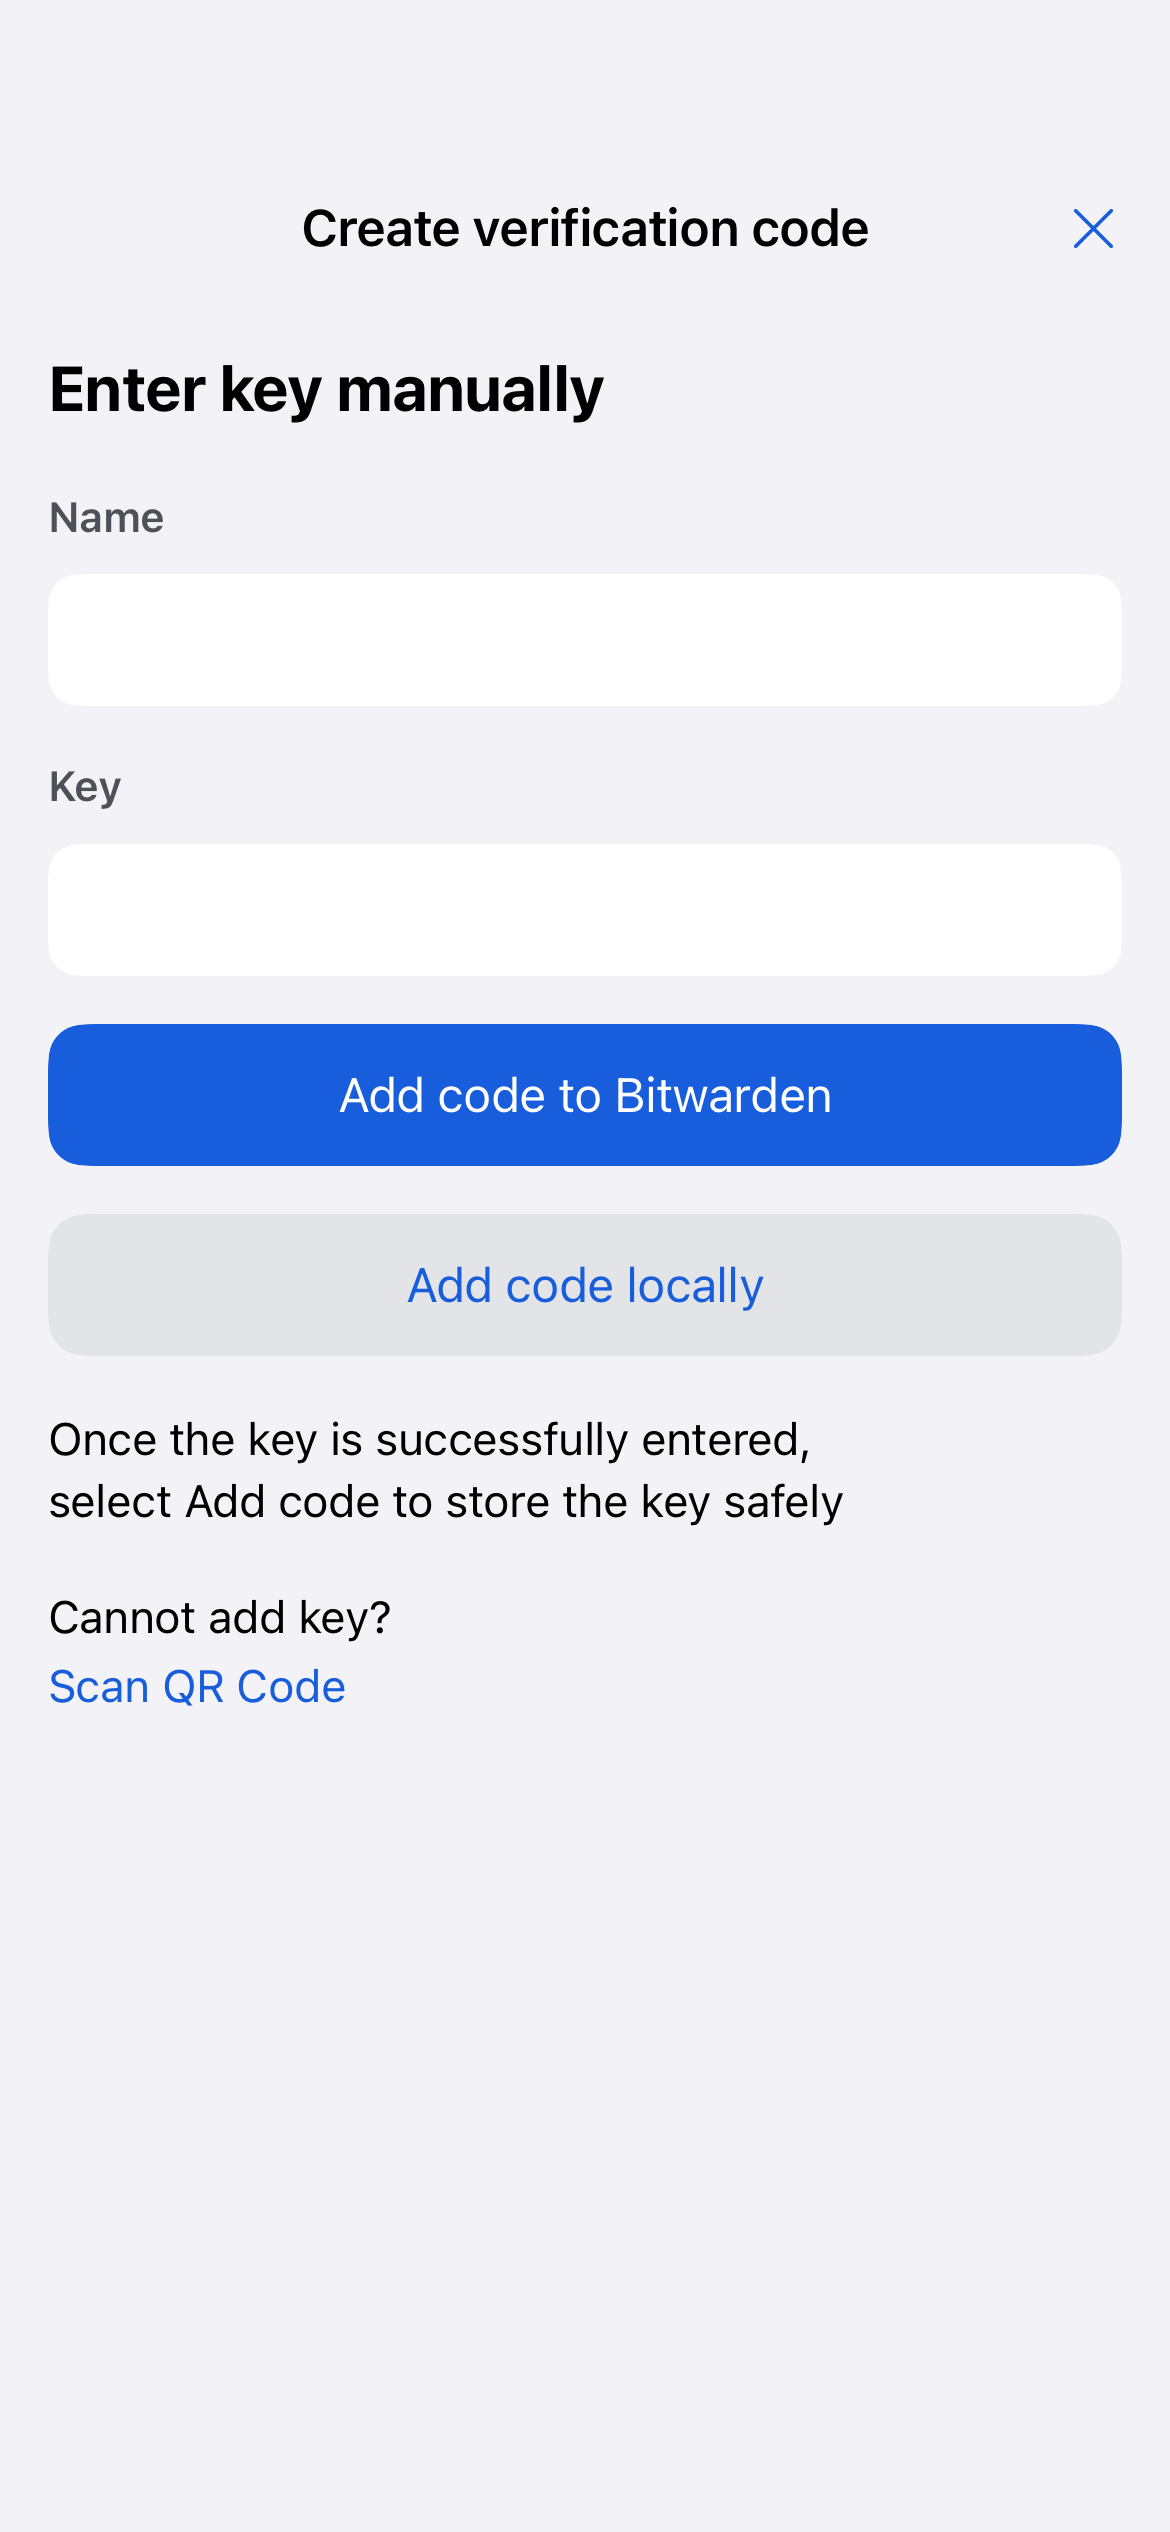 Create verification code
Enter key manually
Name
Key
Add code to Bitwarden
Add code locally
Once the key is successfully entered,
select Add code to store the key safely
Cannot add key?
Scan QR Code